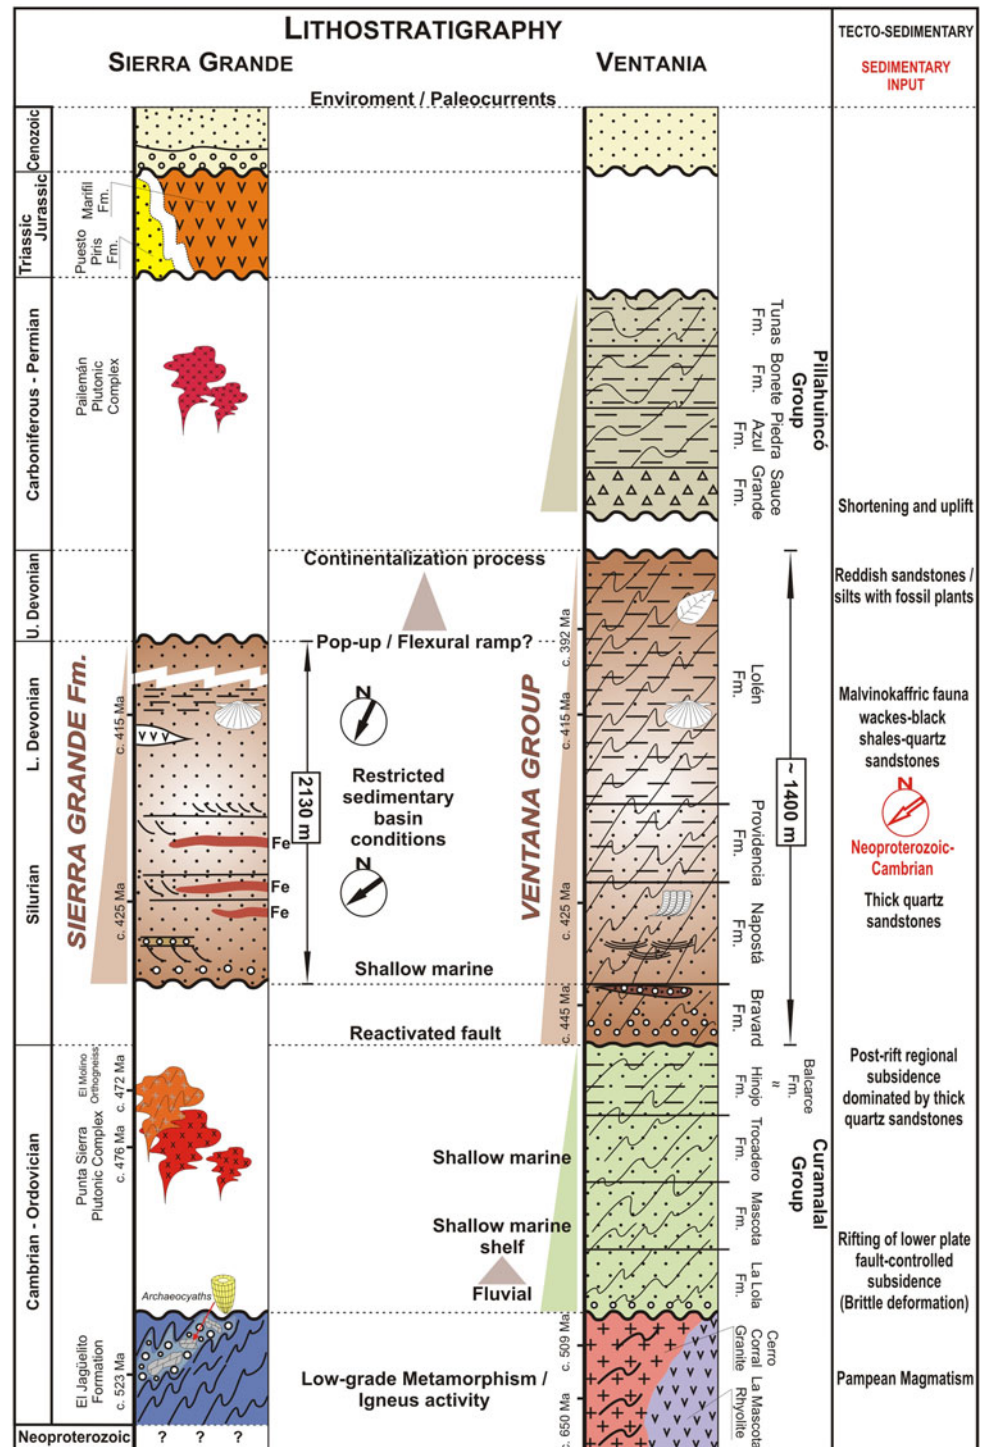 LITHOSTRATIGRAPHY
SIERRA GRANDE
VENTANIA
TECTO-SEDIMENTARY
SEDIMENTARY
INPUT
Enviroment / Paleocurrents
Cenozoic
Triassic
Jurassic
Carboniferous - Permian
U. Devonian
L. Devonian
Silurian
Cambrian - Ordovician
Neoproterozoic
Marifil
Fm.
Puesto
Piris
Fm.
V V V V
Pailemán
Plutonic
Complex
SIERRA GRANDE Fm.
c. 415 Ma
c. 425 Ma
V V V
Fe
Fe
Fe
2130 m
El Molino
Orthogneiss
c. 472 Ma
Punta Sierra
Plutonic Complex
c. 476 Ma
Archaeocyaths
El Jagüelito
Formation
c. 523 Ma
? ? ?
Continentalization process
Pop-up / Flexural ramp?
N
Restricted
sedimentary
basin
conditions
N
Shallow marine
Reactivated fault
Shallow marine
Shallow marine
shelf
Fluvial
Low-grade Metamorphism /
Igneus activity
VENTANA GROUP
c. 392 Ma
c. 415 Ma
c. 425 Ma
c. 445 Ma
c. 509 Ma
c. 650 Ma
Tunas
Fm.
Bonete
Fm.
Piedra
Azul
Fm.
Sauce
Grande
Fm.
Pillahuincó
Group
Lolén
Fm.
Providencia
Fm.
Napostá
Fm.
Bravard
Fm.
~ 1400 m
Hinojo
Fm.
≈
Balcarce
Fm.
Trocadero
Fm.
Mascota
Fm.
La Lola
Fm.
Curamalal
Group
Cerro
Corral
Granite
La Mascota
Rhyolite
Shortening and uplift
Reddish sandstones /
silts with fossil plants
Malvinokaffric fauna
wackes-black
shales-quartz
sandstones
N
Neoproterozoic-
Cambrian
Thick quartz
sandstones
Post-rift regional
subsidence
dominated by thick
quartz sandstones
Rifting of lower plate
fault-controlled
subsidence
(Brittle deformation)
Pampean Magmatism